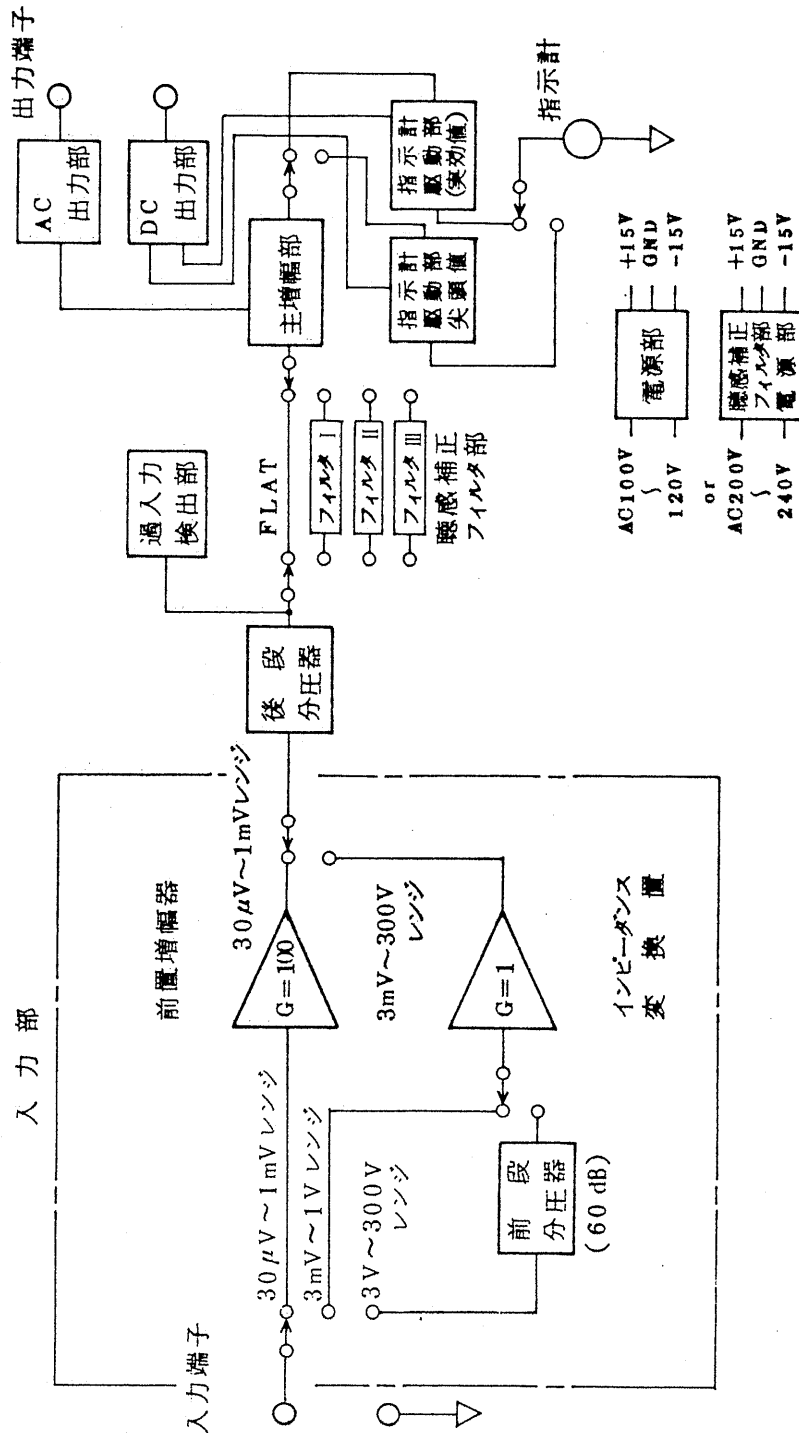 入力部
入力端子
30μV~1mVレンジ
3mV~1Vレンジ
3V~300V
レンジ
前段
分圧器
(60 dB)
前置増幅器
G=100
30μV~1mVレンジ
3mV~300V
レンジ
G=1
インピーダンス
変換置
後段
分圧器
過入力
検出部
FLAT
フィルタ I
フィルタ II
フィルタ III
聴感補正
フィルタ部
主増幅部
AC
出力部
DC
出力部
出力端子
指示計
駆動部
(実効値)
指示計
駆動部
尖頭値
指示計
AC100V
~
120V
or
AC200V
~
240V
電源部
+15V
GND
-15V
聴感補正
フィルタ部
電源部
+15V
GND
-15V